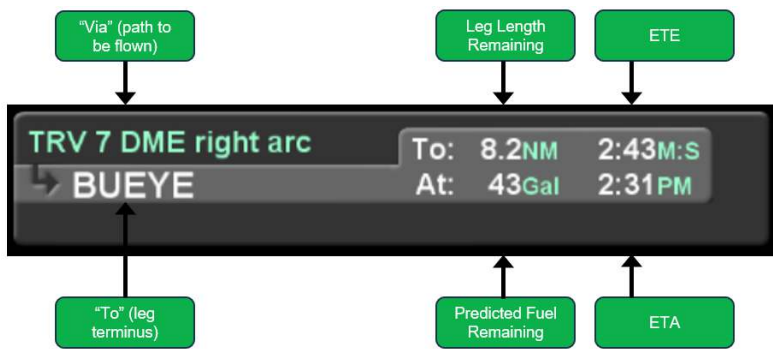 “Via” (path to
be flown)
Leg Length
Remaining
ETE
TRV 7 DME right arc
To: 8.2NM 2:43M:S
BUEYE
At: 43Gal 2:31PM
“To” (leg
terminus)
Predicted Fuel
Remaining
ETA